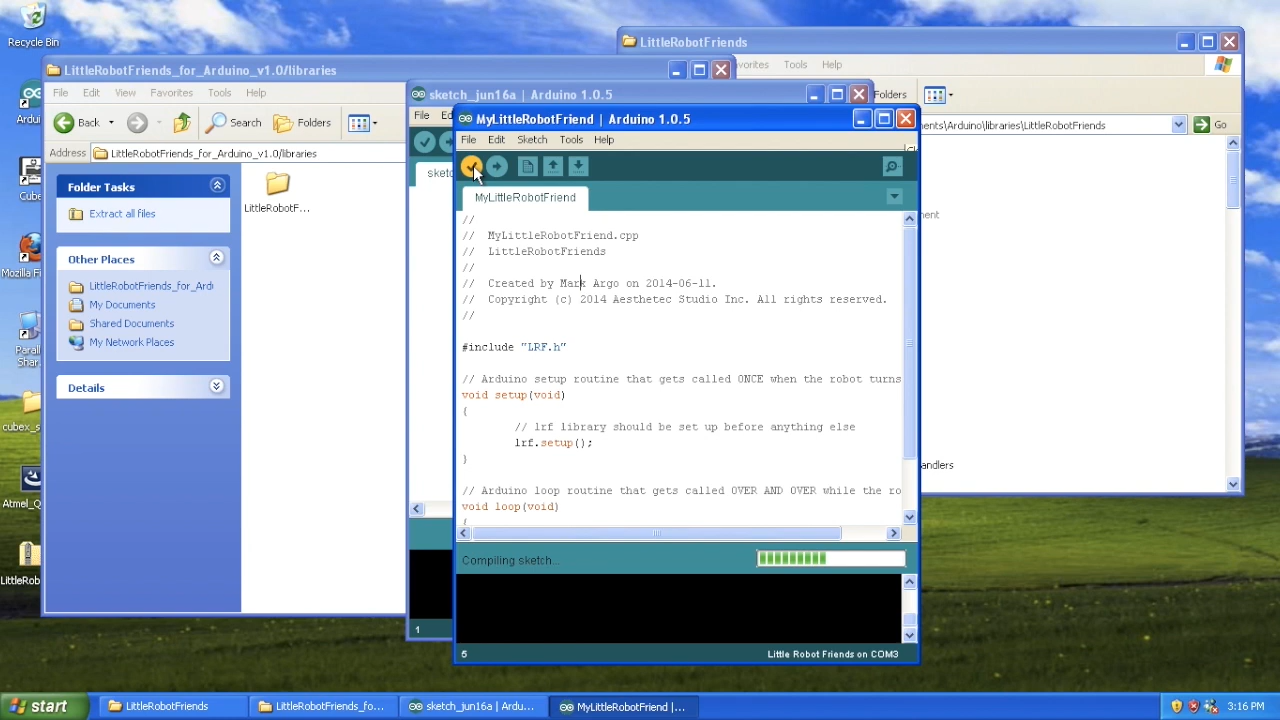 Recycle Bin
LittleRobotFriends
LittleRobotFriends_for_Arduino_v1.0/libraries
Tools Help
File Edit View Favorites Tools Help
sketch_jun16a | Arduino 1.0.5
Folders
Back Search Folders
MyLittleRobotFriend | Arduino 1.0.5
Go
Address LittleRobotFriends_for_Arduino_v1.0/libraries
File Edit Sketch Tools Help
Folder Tasks
Extract all files
LittleRobotF...
MyLittleRobotFriend
Other Places
LittleRobotFriends_for_Ard
My Documents
Shared Documents
My Network Places
Details
//
// MyLittleRobotFriend.cpp
// LittleRobotFriends
//
// Created by Mark Argo on 2014-06-11.
// Copyright (c) 2014 Aesthetec Studio Inc. All rights reserved.
//
#include "LRF.h"
// Arduino setup routine that gets called ONCE when the robot turns
void setup(void)
{
// lrf library should be set up before anything else
lrf.setup();
}
// Arduino loop routine that gets called OVER AND OVER while the ro
void loop(void)
{
Compiling sketch...
5 Little Robot Friends on COM3
1
start LittleRobotFriends LittleRobotFriends_fo... sketch_jun16a | Ardu... MyLittleRobotFriend |... 3:16 PM